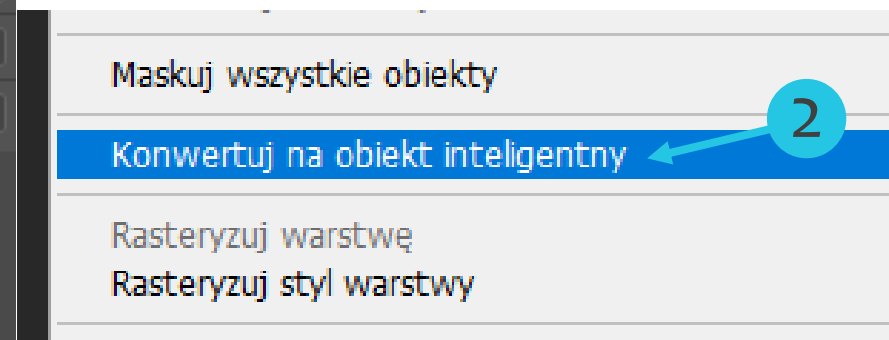 Maskuj wszystkie obiekty
2
Konwertuj na obiekt inteligentny
Rasteryzuj warstwę
Rasteryzuj styl warstwy